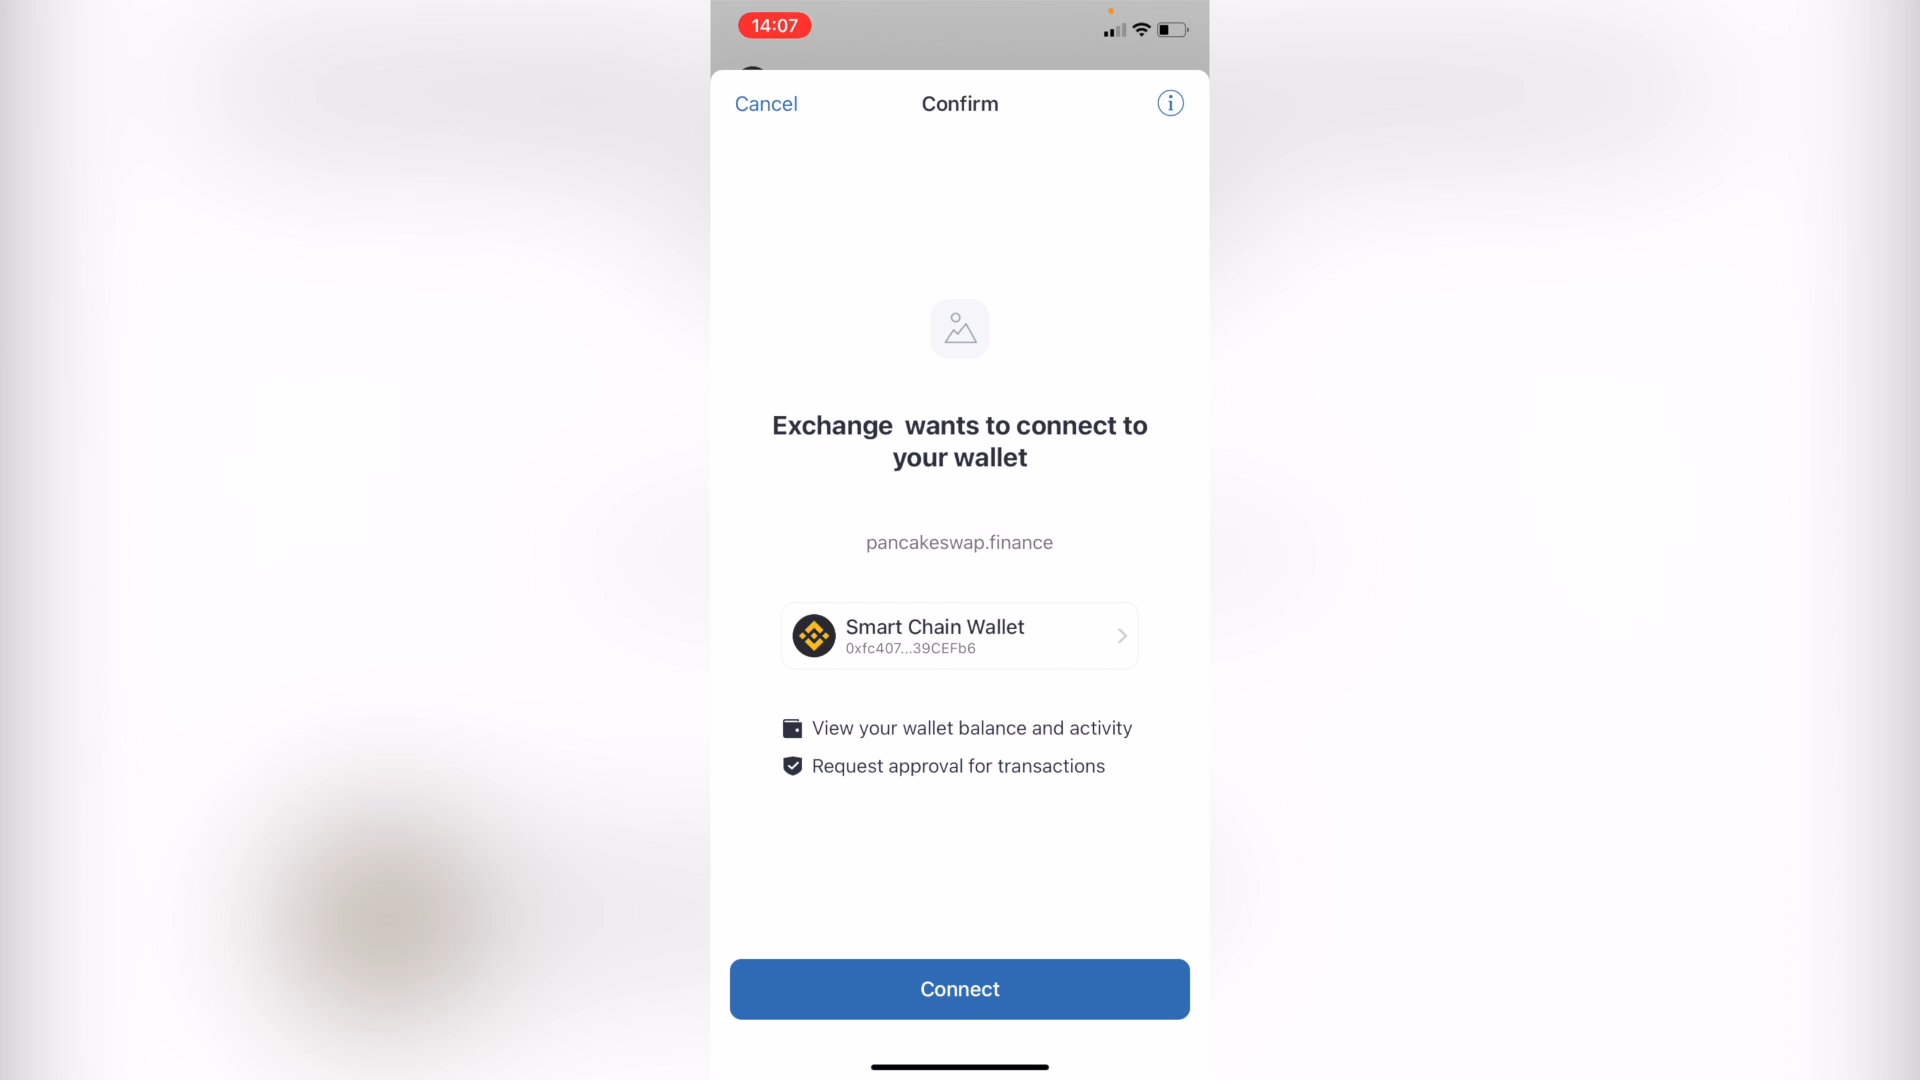 14:07
Cancel
Confirm
Exchange wants to connect to
your wallet
pancakeswap.finance
Smart Chain Wallet
0xfc407...39CEFb6
View your wallet balance and activity
Request approval for transactions
Connect